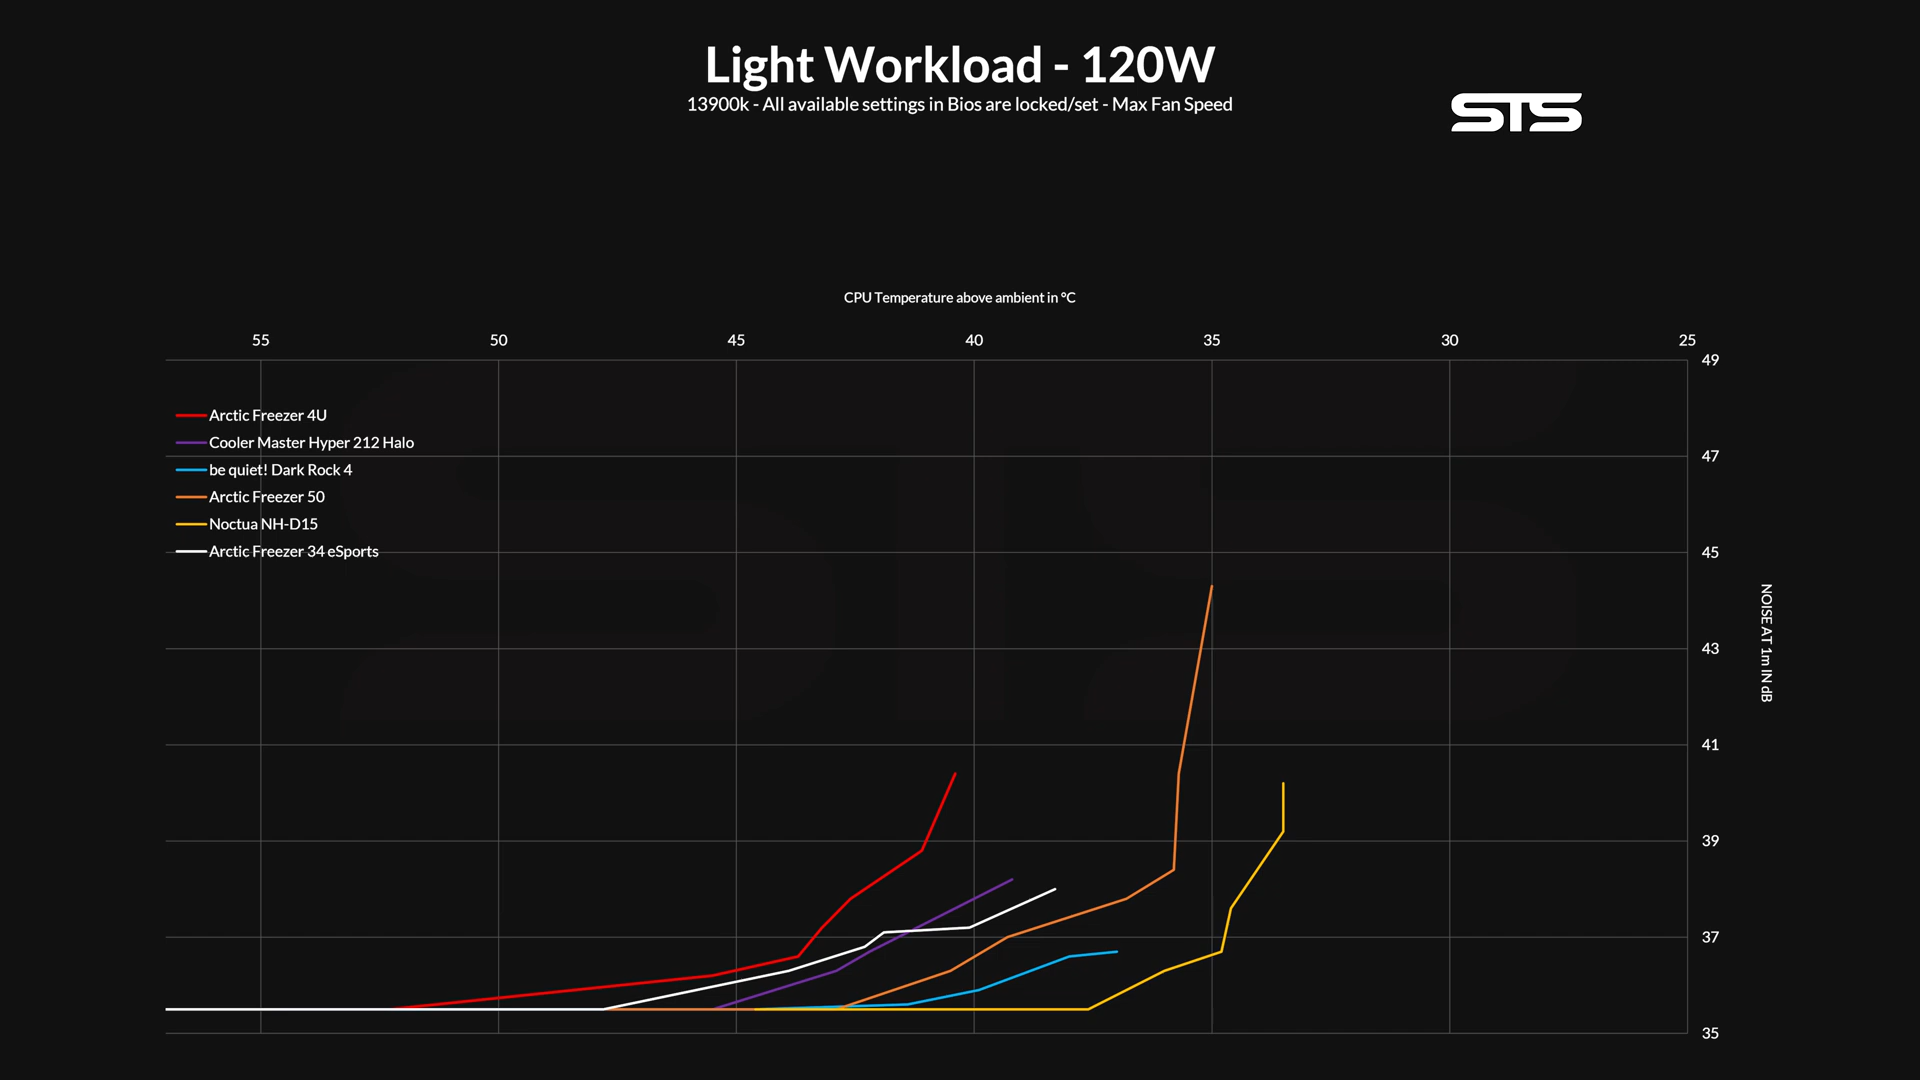 Light Workload - 120W
13900k - All available settings in Bios are locked/set - Max Fan Speed
STS
CPU Temperature above ambient in °C
55 50 45 40 35 30 25
49
47
45
43
41
39
37
35
Arctic Freezer 4U
Cooler Master Hyper 212 Halo
be quiet! Dark Rock 4
Arctic Freezer 50
Noctua NH-D15
Arctic Freezer 34 eSports
NOISE AT 1m IN dB